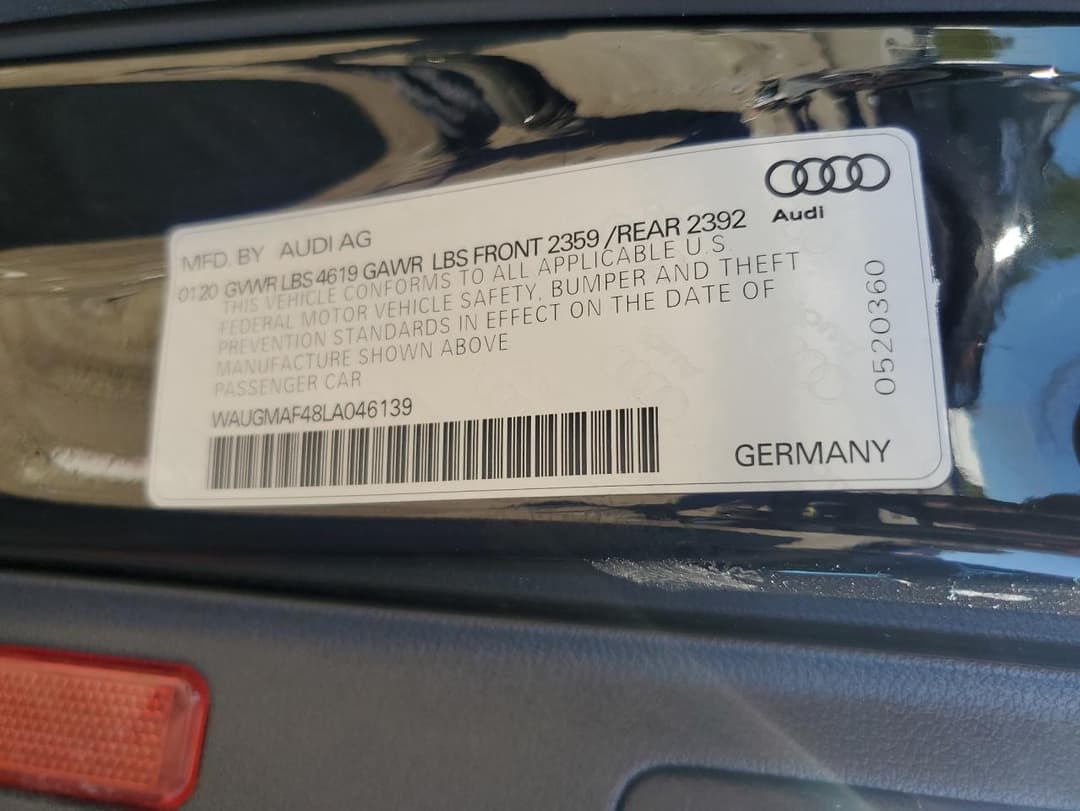 Audi
MFD. BY AUDI AG
0120 GVWR LBS 4619 GAWR LBS FRONT 2359 /REAR 2392
THIS VEHICLE CONFORMS TO ALL APPLICABLE U.S.
FEDERAL MOTOR VEHICLE SAFETY, BUMPER AND THEFT
PREVENTION STANDARDS IN EFFECT ON THE DATE OF
MANUFACTURE SHOWN ABOVE
PASSENGER CAR
WAUGMAF48LA046139
GERMANY
0520360